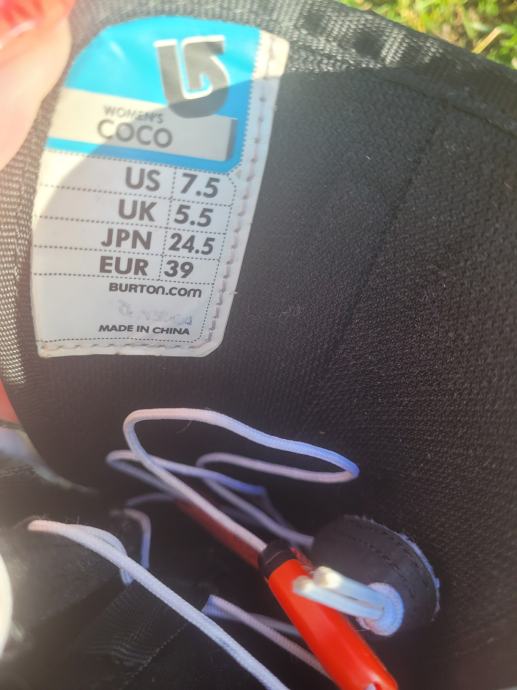 WOMEN'S
COCO
US 7.5
UK 5.5
JPN 24.5
EUR 39
BURTON.COM
MADE IN CHINA